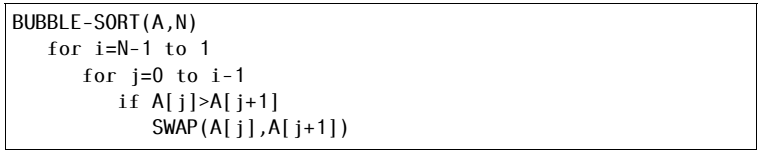 BUBBLE-SORT(A,N)
for i=N-1 to 1
for j=0 to i-1
if A[j]>A[j+1]
SWAP(A[j],A[j+1])